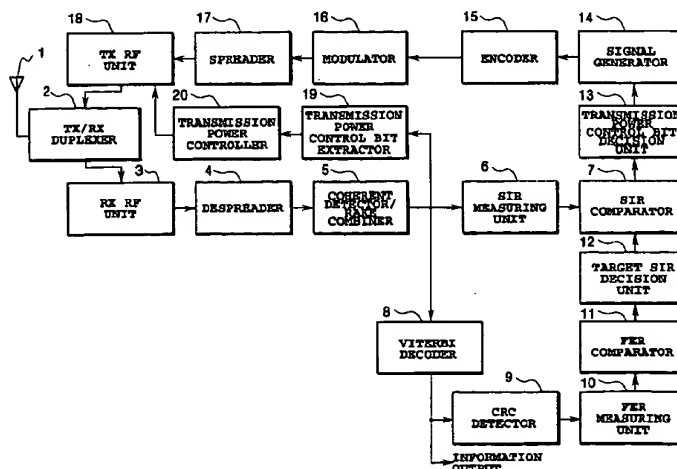 18
TX RF
UNIT
17
SPREADER
16
MODULATOR
15
ENCODER
14
SIGNAL
GENERATOR
1
2
TX/RX
DUPLEXER
20
TRANSMISSION
POWER
CONTROLLER
19
TRANSMISSION
POWER
CONTROL BIT
EXTRACTOR
13
TRANSMISSION
POWER
CONTROL BIT
DECISION
UNIT
3
RX RF
UNIT
4
DESPREADER
5
COHERENT
DETECTOR/
RAKE
COMBINER
6
SIR
MEASURING
UNIT
7
SIR
COMPARATOR
12
TARGET SIR
DECISION
UNIT
8
VITERBI
DECODER
11
FER
COMPARATOR
9
CRC
DETECTOR
10
FER
MEASURING
UNIT
INFORMATION
OUTPUT